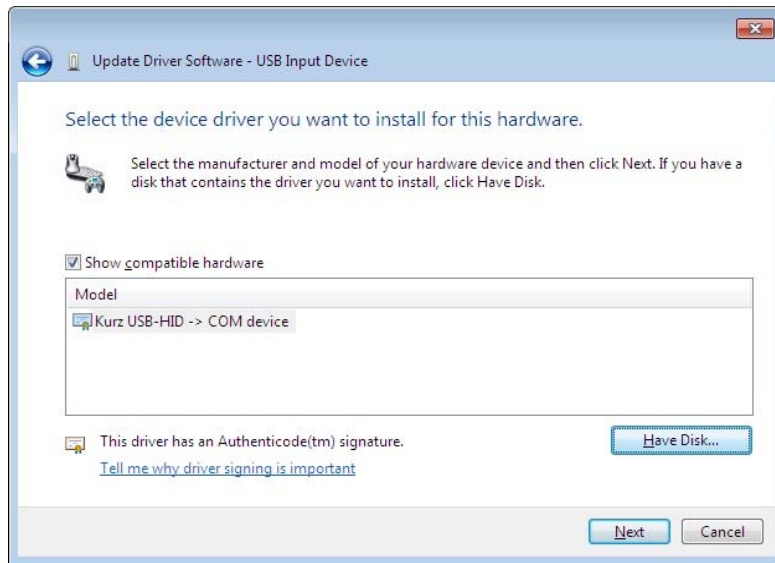 Update Driver Software - USB Input Device
Select the device driver you want to install for this hardware.
Select the manufacturer and model of your hardware device and then click Next. If you have a
disk that contains the driver you want to install, click Have Disk.
Show compatible hardware
Model
Kurz USB-HID -> COM device
This driver has an Authenticode(tm) signature.
Have Disk...
Tell me why driver signing is important
Next
Cancel